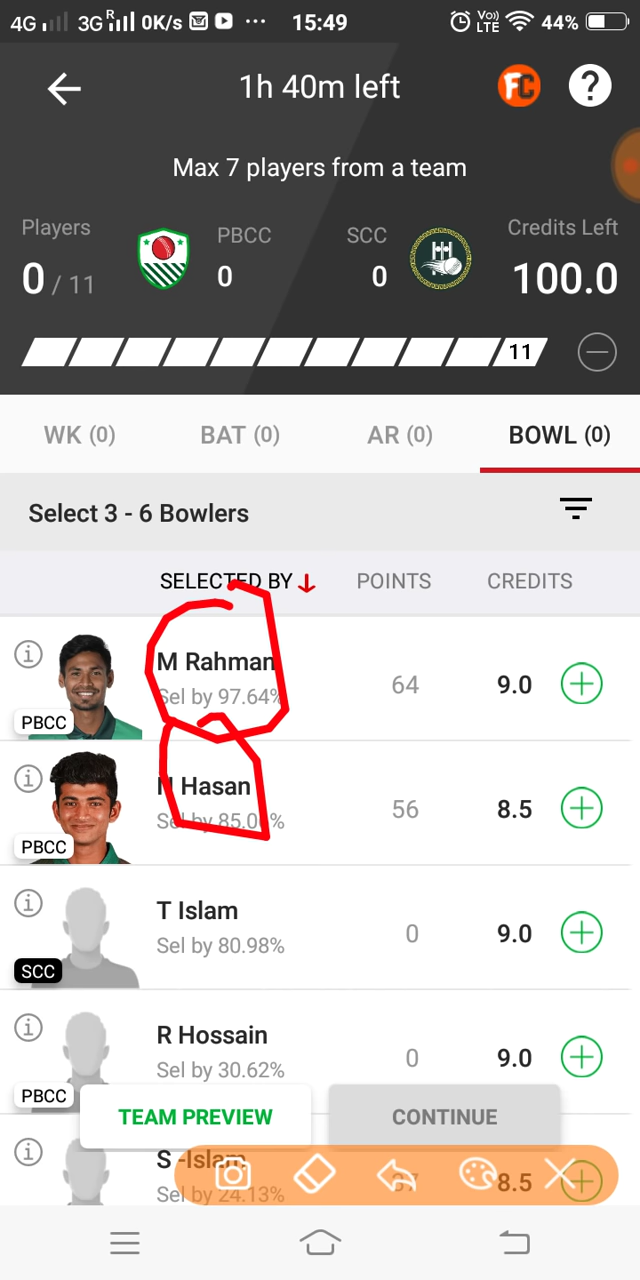 4G 3G R 0K/s ... 15:49 Vo) LTE 44%
1h 40m left FC ?
Max 7 players from a team
Players PBCC SCC Credits Left
0 / 11 0 0 100.0
11
WK (0) BAT (0) AR (0) BOWL (0)
Select 3 - 6 Bowlers
SELECTED BY ↓ POINTS CREDITS
M Rahman
Sel by 97.64% 64 9.0
PBCC
Hasan
Sel by 85.0 % 56 8.5
PBCC
T Islam
Sel by 80.98% 0 9.0
SCC
R Hossain
Sel by 30.62% 0 9.0
PBCC
TEAM PREVIEW CONTINUE
S -Islam
Sel by 24.13% 8.5